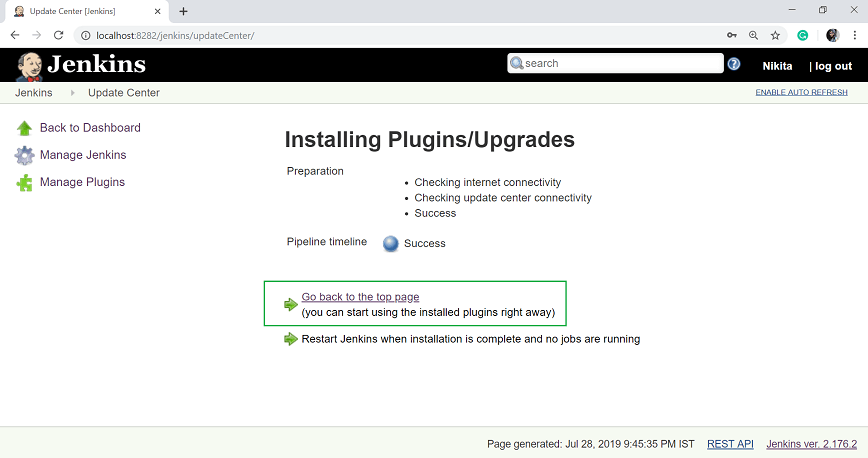 Update Center [Jenkins]
localhost:8282/jenkins/updateCenter/
Jenkins
search
Nikita
| log out
Jenkins
Update Center
ENABLE AUTO REFRESH
Back to Dashboard
Manage Jenkins
Manage Plugins
Installing Plugins/Upgrades
Preparation
• Checking internet connectivity
• Checking update center connectivity
• Success
Pipeline timeline
Success
Go back to the top page
(you can start using the installed plugins right away)
Restart Jenkins when installation is complete and no jobs are running
Page generated: Jul 28, 2019 9:45:35 PM IST
REST API
Jenkins ver. 2.176.2